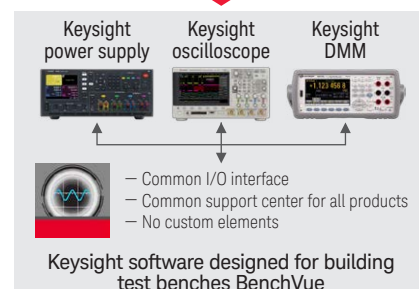 Keysight
power supply
Keysight
oscilloscope
Keysight
DMM
— Common I/O interface
— Common support center for all products
— No custom elements
Keysight software designed for building
test benches BenchVue